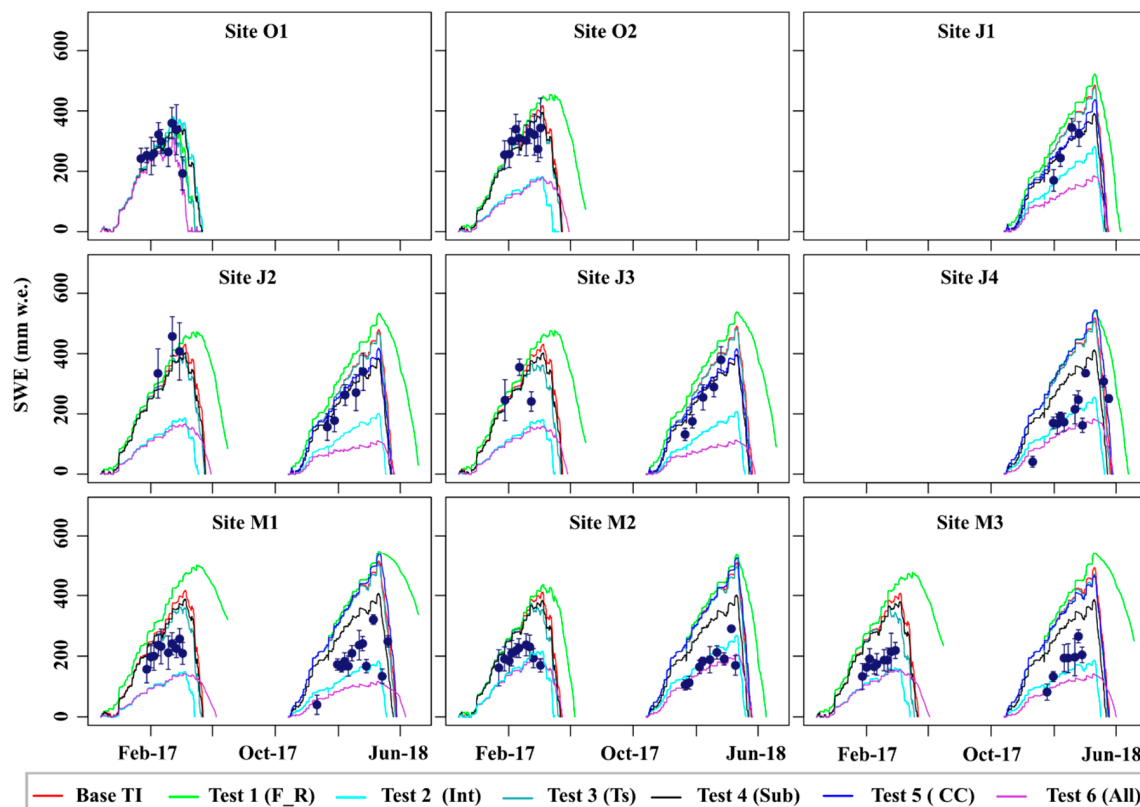 Site O1 Site O2 Site J1
600
400
200
0
Site J2 Site J3 Site J4
600
400
200
0
SWE (mm w.e.)
Site M1 Site M2 Site M3
600
400
200
0
Feb-17 Oct-17 Jun-18 Feb-17 Oct-17 Jun-18 Feb-17 Oct-17 Jun-18
Base TI Test 1 (F_R) Test 2 (Int) Test 3 (Ts) Test 4 (Sub) Test 5 ( CC) Test 6 (All)